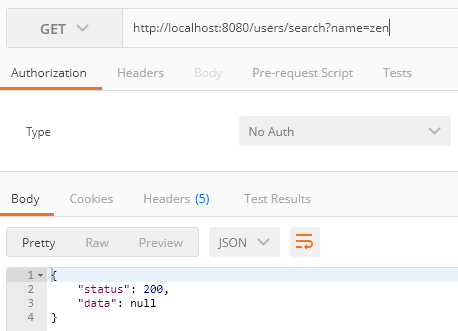 GET http://localhost:8080/users/search?name=zen
Authorization Headers Body Pre-request Script Tests
Type No Auth
Body Cookies Headers (5) Test Results
Pretty Raw Preview JSON
1 {
2 "status": 200,
3 "data": null
4 }